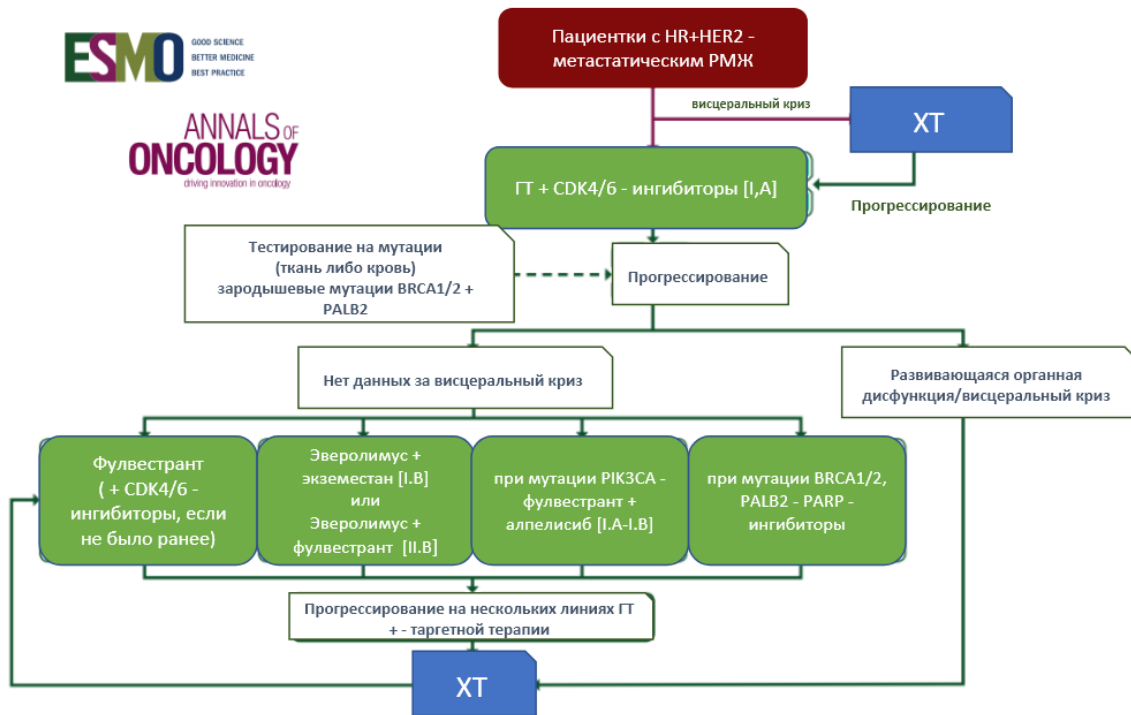 ESMO
GOOD SCIENCE
BETTER MEDICINE
BEST PRACTICE
ANNALS OF
ONCOLOGY
driving innovation in oncology
Пациентки с HR+HER2 -
метастатическим РМЖ
висцеральный криз
ХТ
ГТ + CDK4/6 - ингибиторы [I,A]
Прогрессирование
Тестирование на мутации
(ткань либо кровь)
зародышевые мутации BRCA1/2 +
PALB2
Прогрессирование
Нет данных за висцеральный криз
Развивающаяся органная
дисфункция/висцеральный криз
Фулвестрант
( + CDK4/6 -
ингибиторы, если
не было ранее)
Эверолимус +
экземестан [I.B]
или
Эверолимус +
фулвестрант [II.B]
при мутации PIK3CA -
фулвестрант +
алпелисиб [I.A-I.B]
при мутации BRCA1/2,
PALB2 - PARP -
ингибиторы
Прогрессирование на нескольких линиях ГТ
+ - таргетной терапии
ХТ